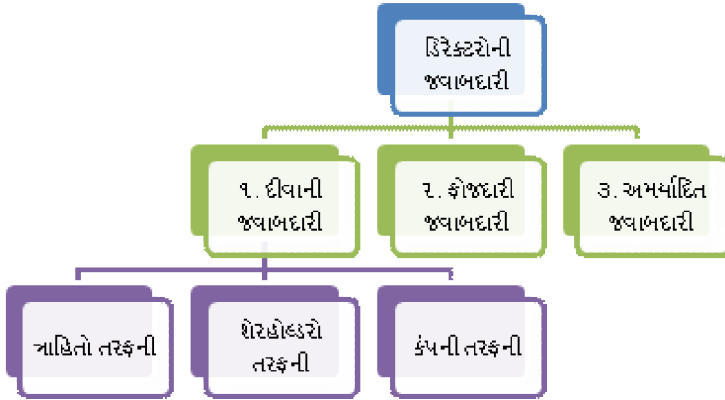 ડિરેક્ટરોની
જવાબદારી
૧. દીવાની
જવાબદારી
૨. ફોજદારી
જવાબદારી
૩. અમર્યાદિત
જવાબદારી
ત્રાહિતો તરફની
શેરહોલ્ડરો
તરફની
કંપની તરફની